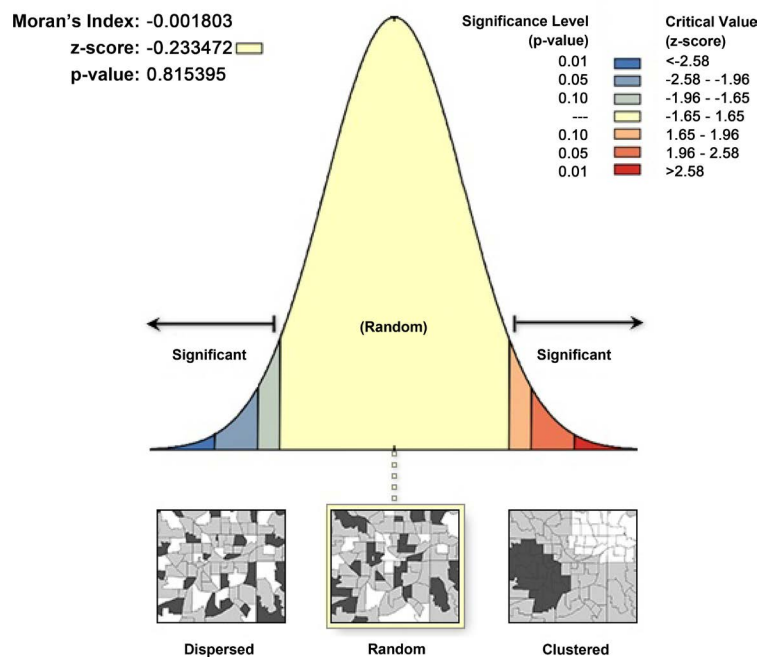 Moran's Index: -0.001803
z-score: -0.233472
p-value: 0.815395
Significance Level
(p-value)
Critical Value
(z-score)
0.01 <-2.58
0.05 -2.58 - -1.96
0.10 -1.96 - -1.65
--- -1.65 - 1.65
0.10 1.65 - 1.96
0.05 1.96 - 2.58
0.01 >2.58
(Random)
Significant
Significant
Dispersed
Random
Clustered